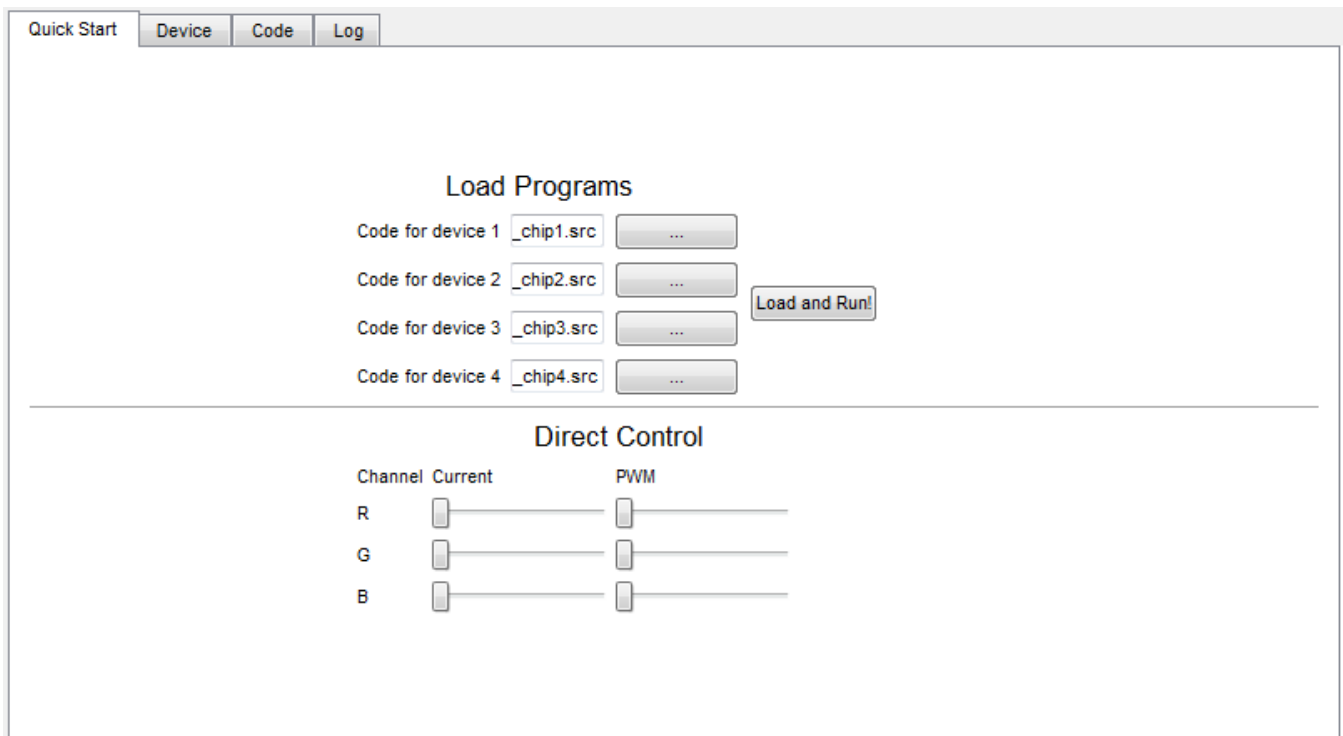 Quick Start Device Code Log
Load Programs
Code for device 1 _chip1.src ...
Code for device 2 _chip2.src ...
Load and Run!
Code for device 3 _chip3.src ...
Code for device 4 _chip4.src ...
Direct Control
Channel Current PWM
R
G
B